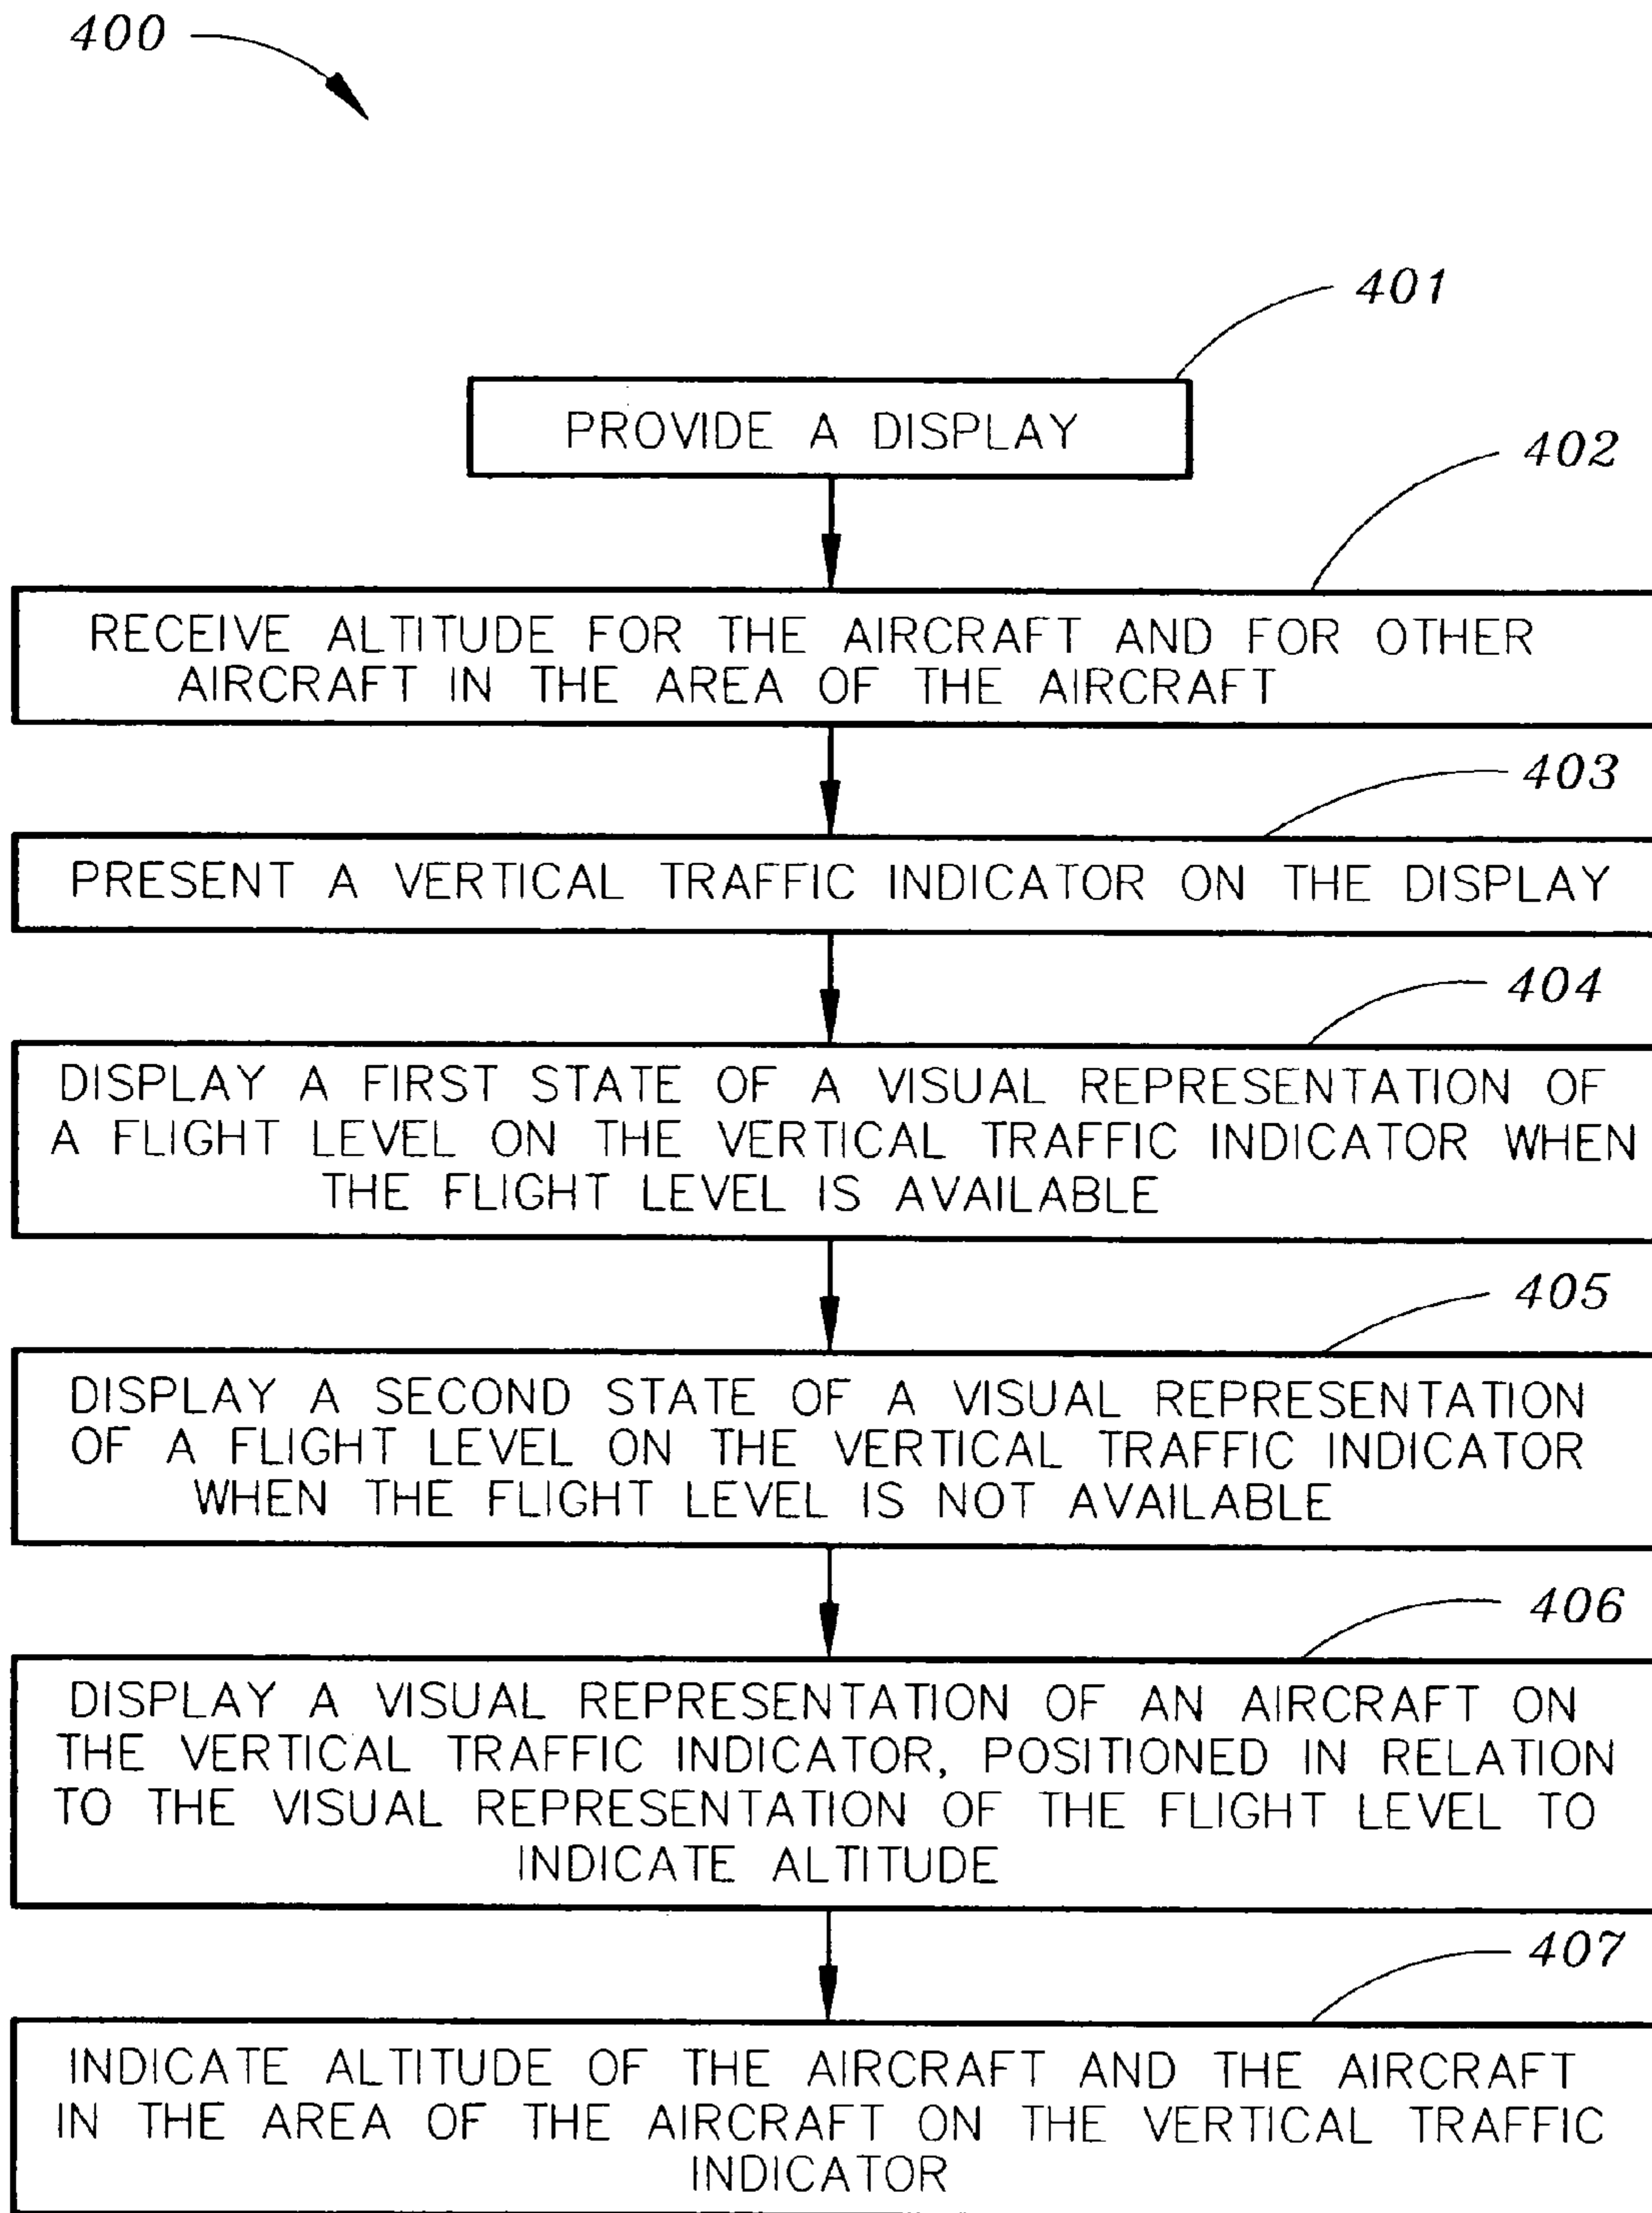 400
401
PROVIDE A DISPLAY
402
RECEIVE ALTITUDE FOR THE AIRCRAFT AND FOR OTHER
AIRCRAFT IN THE AREA OF THE AIRCRAFT
403
PRESENT A VERTICAL TRAFFIC INDICATOR ON THE DISPLAY
404
DISPLAY A FIRST STATE OF A VISUAL REPRESENTATION OF
A FLIGHT LEVEL ON THE VERTICAL TRAFFIC INDICATOR WHEN
THE FLIGHT LEVEL IS AVAILABLE
405
DISPLAY A SECOND STATE OF A VISUAL REPRESENTATION
OF A FLIGHT LEVEL ON THE VERTICAL TRAFFIC INDICATOR
WHEN THE FLIGHT LEVEL IS NOT AVAILABLE
406
DISPLAY A VISUAL REPRESENTATION OF AN AIRCRAFT ON
THE VERTICAL TRAFFIC INDICATOR, POSITIONED IN RELATION
TO THE VISUAL REPRESENTATION OF THE FLIGHT LEVEL TO
INDICATE ALTITUDE
407
INDICATE ALTITUDE OF THE AIRCRAFT AND THE AIRCRAFT
IN THE AREA OF THE AIRCRAFT ON THE VERTICAL TRAFFIC
INDICATOR